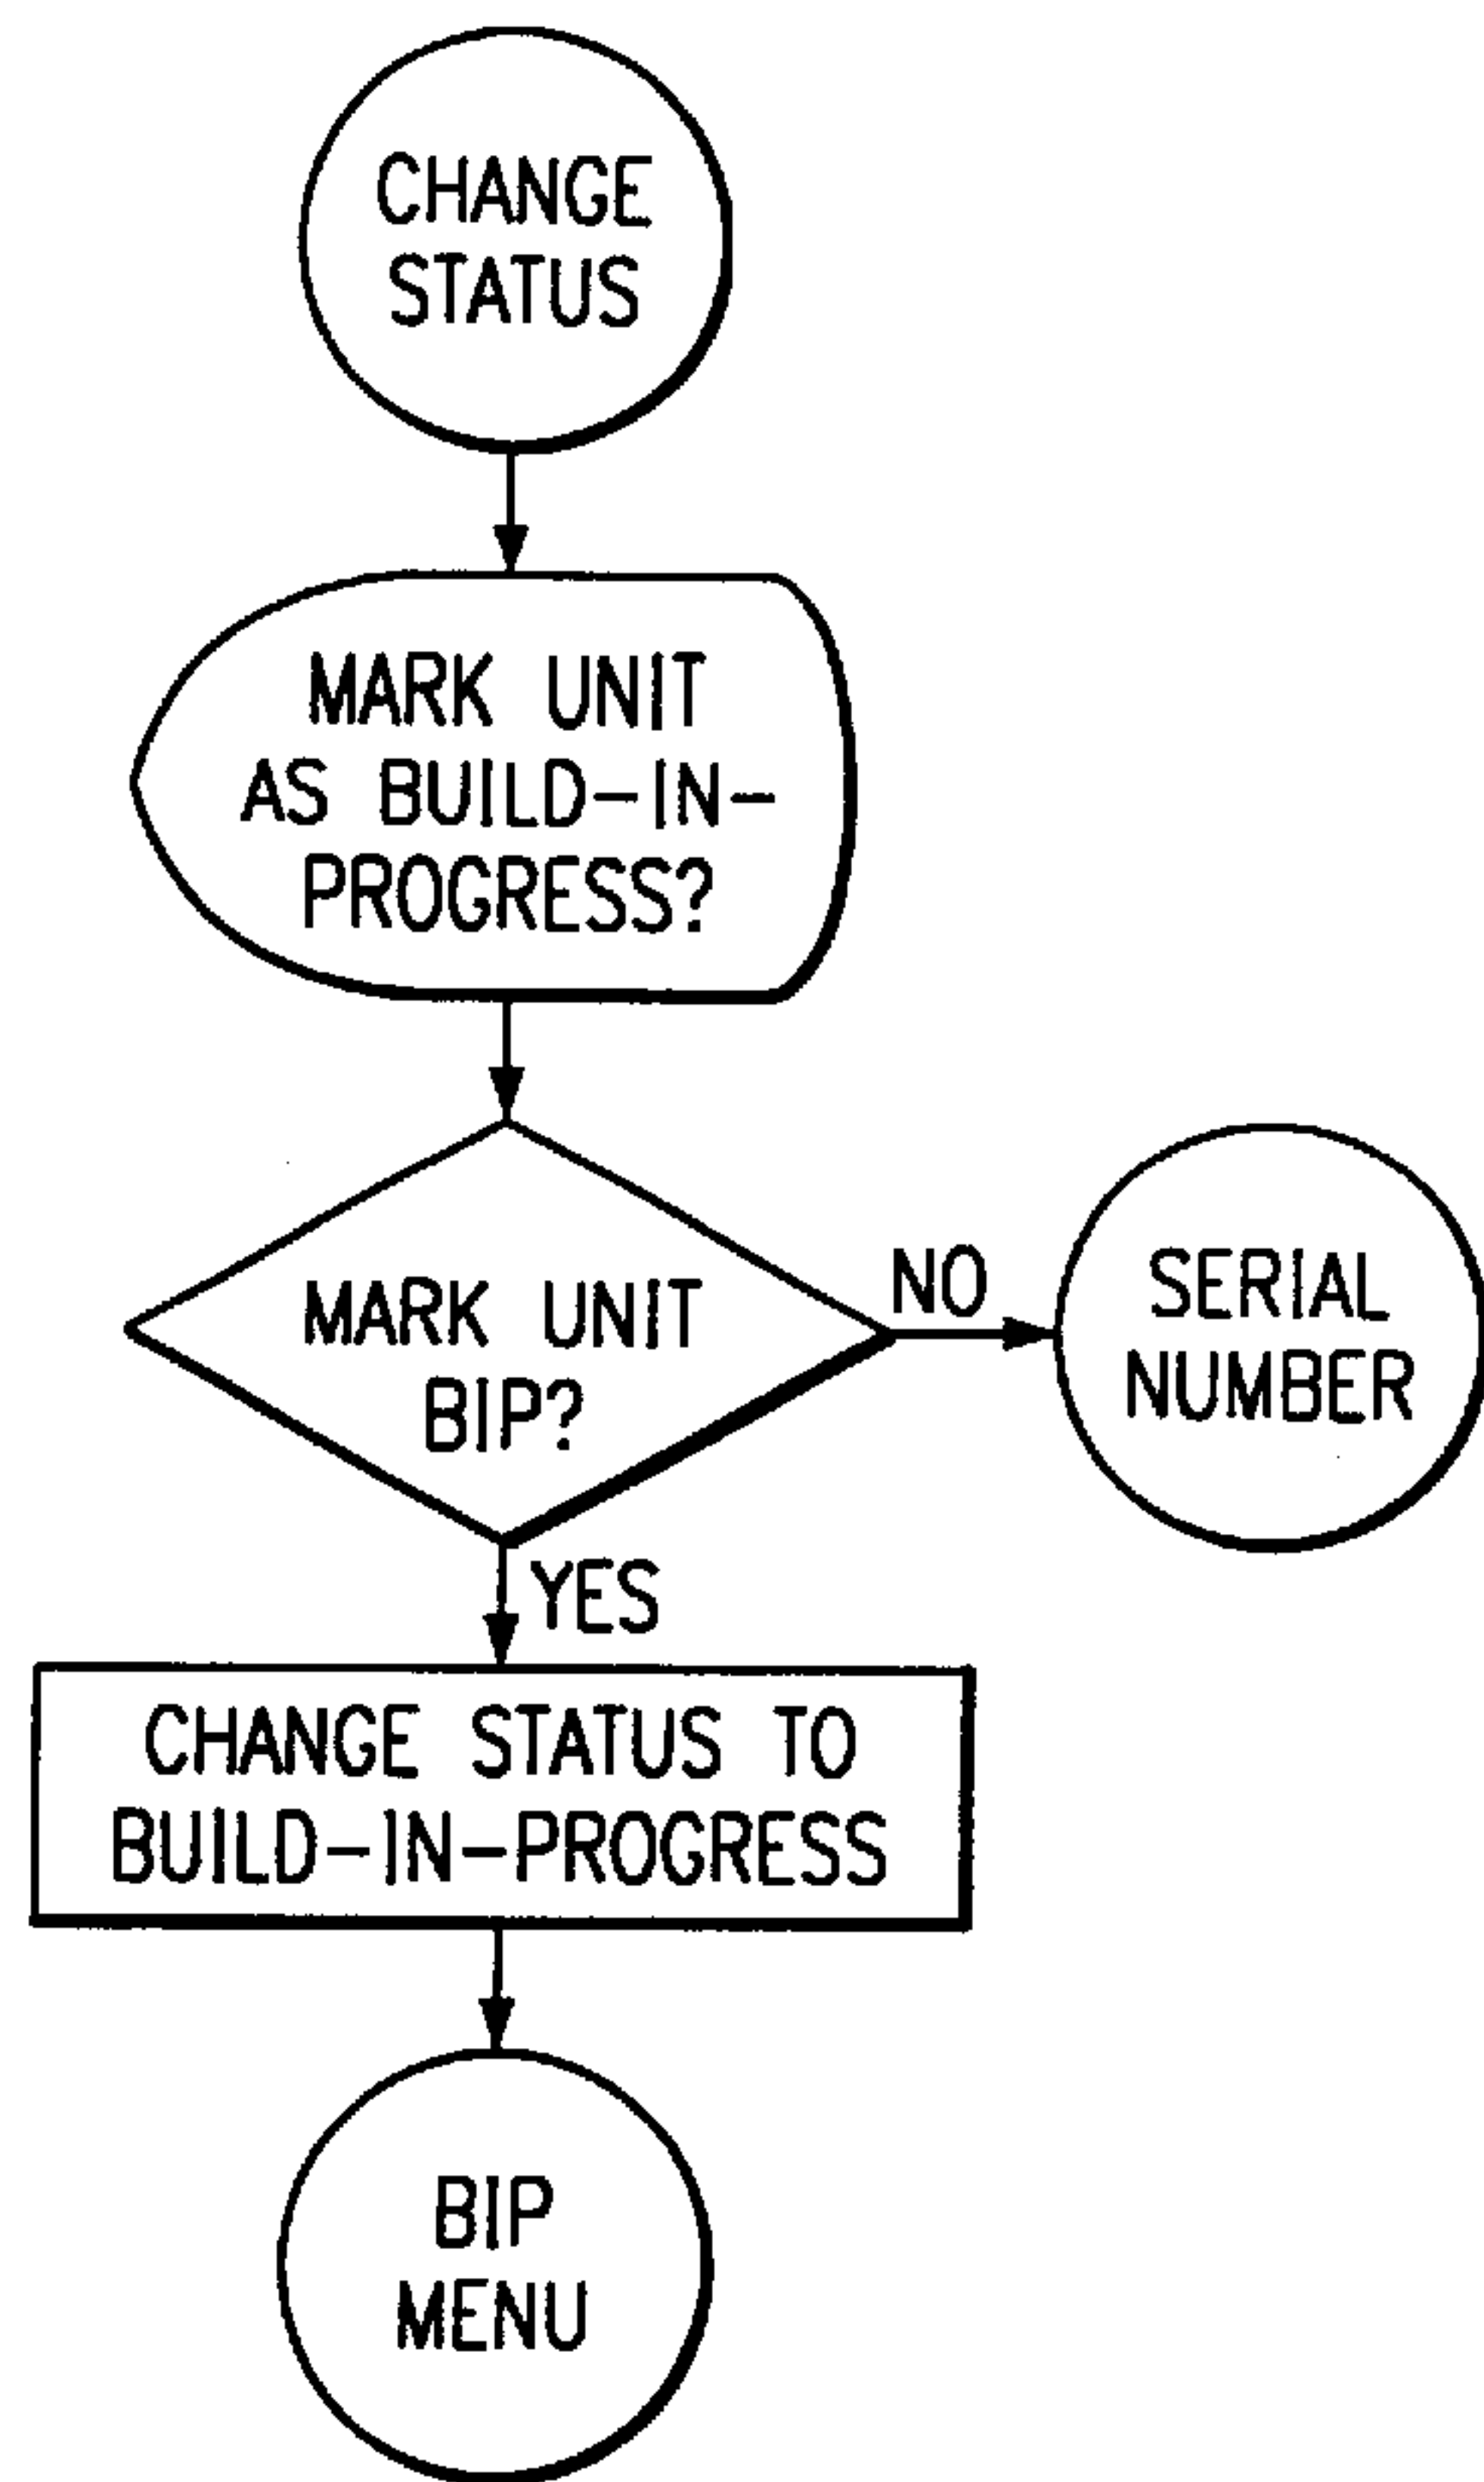 CHANGE
STATUS
MARK UNIT
AS BUILD-IN-
PROGRESS?
MARK UNIT
BIP?
NO
SERIAL
NUMBER
YES
CHANGE STATUS TO
BUILD-IN-PROGRESS
BIP
MENU